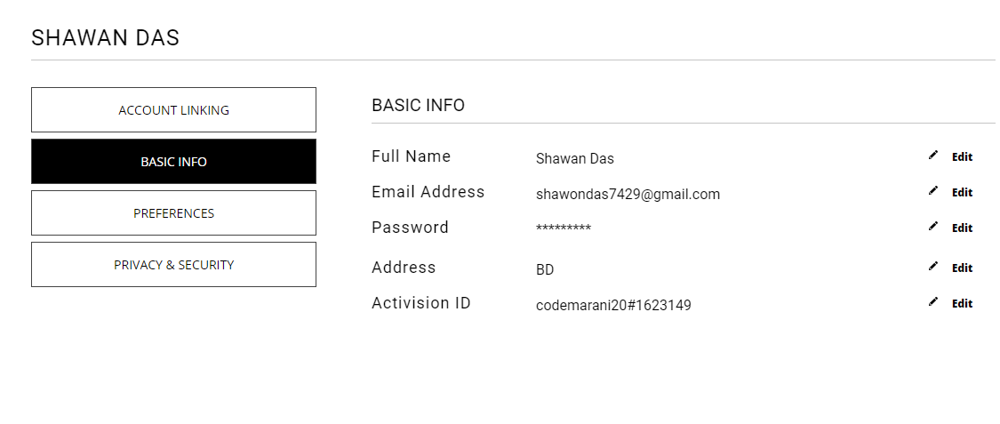 SHAWAN DAS
ACCOUNT LINKING
BASIC INFO
PREFERENCES
PRIVACY & SECURITY
BASIC INFO
Full Name Shawan Das Edit
Email Address shawondas7429@gmail.com Edit
Password ********* Edit
Address BD Edit
Activision ID codemarani20#1623149 Edit